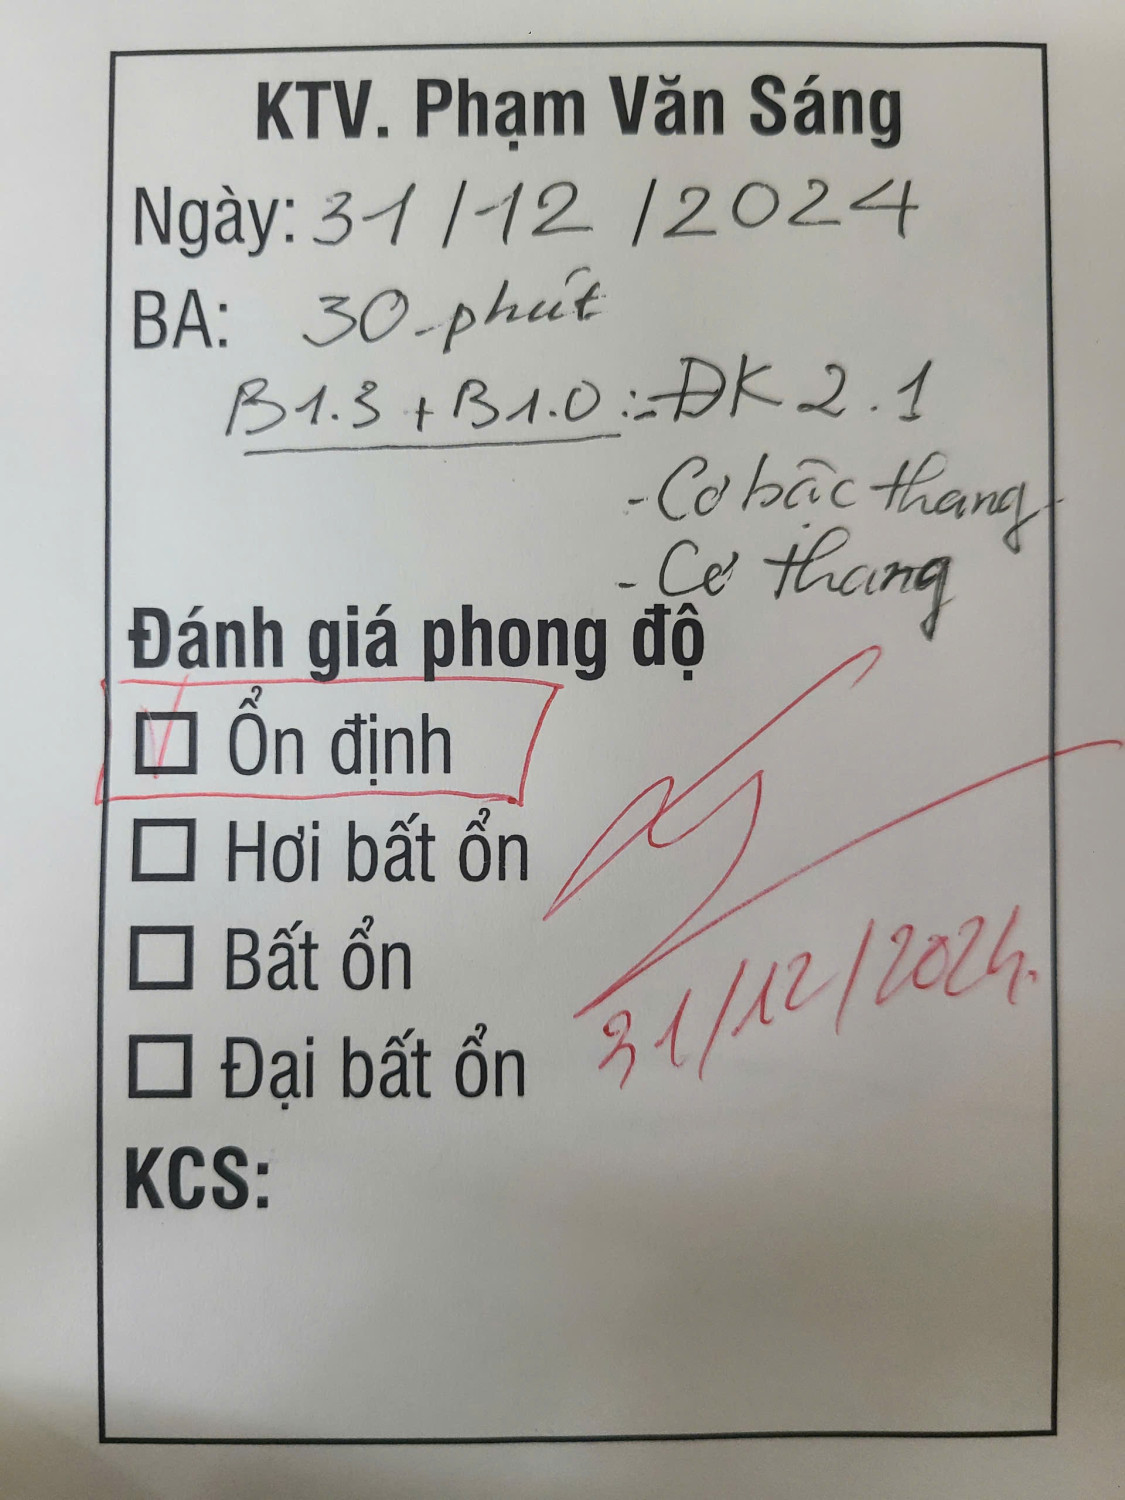 KTV. Phạm Văn Sáng
Ngày: 31/12/2024
BA: 30 phút
B1.3 + B1.0 :- ĐK 2.1
- Cơ bậc thang
- Cơ thang
Đánh giá phong độ
Ổn định
Hơi bất ổn
Bất ổn
31/12/2024.
Đại bất ổn
KCS: